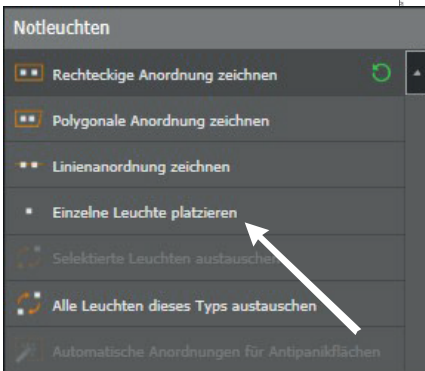 Notleuchten
Rechteckige Anordnung zeichnen
Polygonale Anordnung zeichnen
Linienanordnung zeichnen
Einzelne Leuchte platzieren
Selektierte Leuchten austauschen
Alle Leuchten dieses Typs austauschen
Automatische Anordnungen für Antipanikflächen